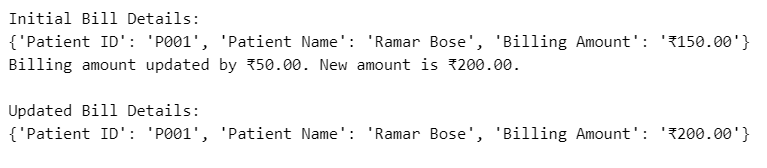 Initial Bill Details:
{'Patient ID': 'P001', 'Patient Name': 'Ramar Bose', 'Billing Amount': '₹150.00'}
Billing amount updated by ₹50.00. New amount is ₹200.00.
Updated Bill Details:
{'Patient ID': 'P001', 'Patient Name': 'Ramar Bose', 'Billing Amount': '₹200.00'}